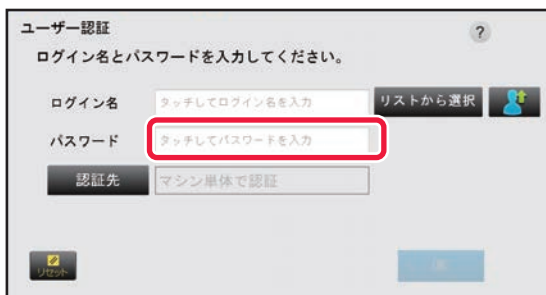 ユーザー認証
?
ログイン名とパスワードを入力してください。
ログイン名 タッチしてログイン名を入力 リストから選択
パスワード タッチしてパスワードを入力
認証先 マシン単体で認証
リセット